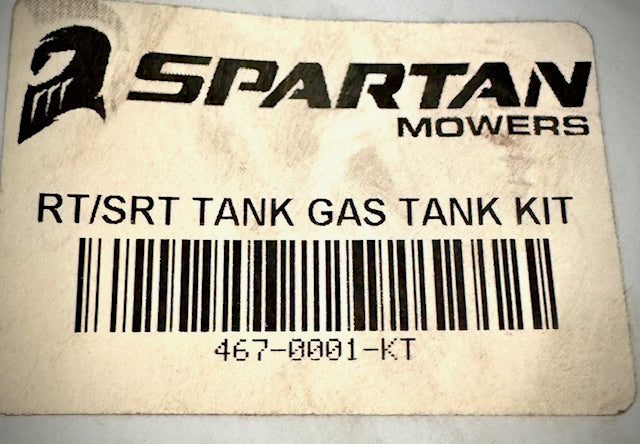 SPARTAN
MOWERS
RT/SRT TANK GAS TANK KIT
467-0001-KT